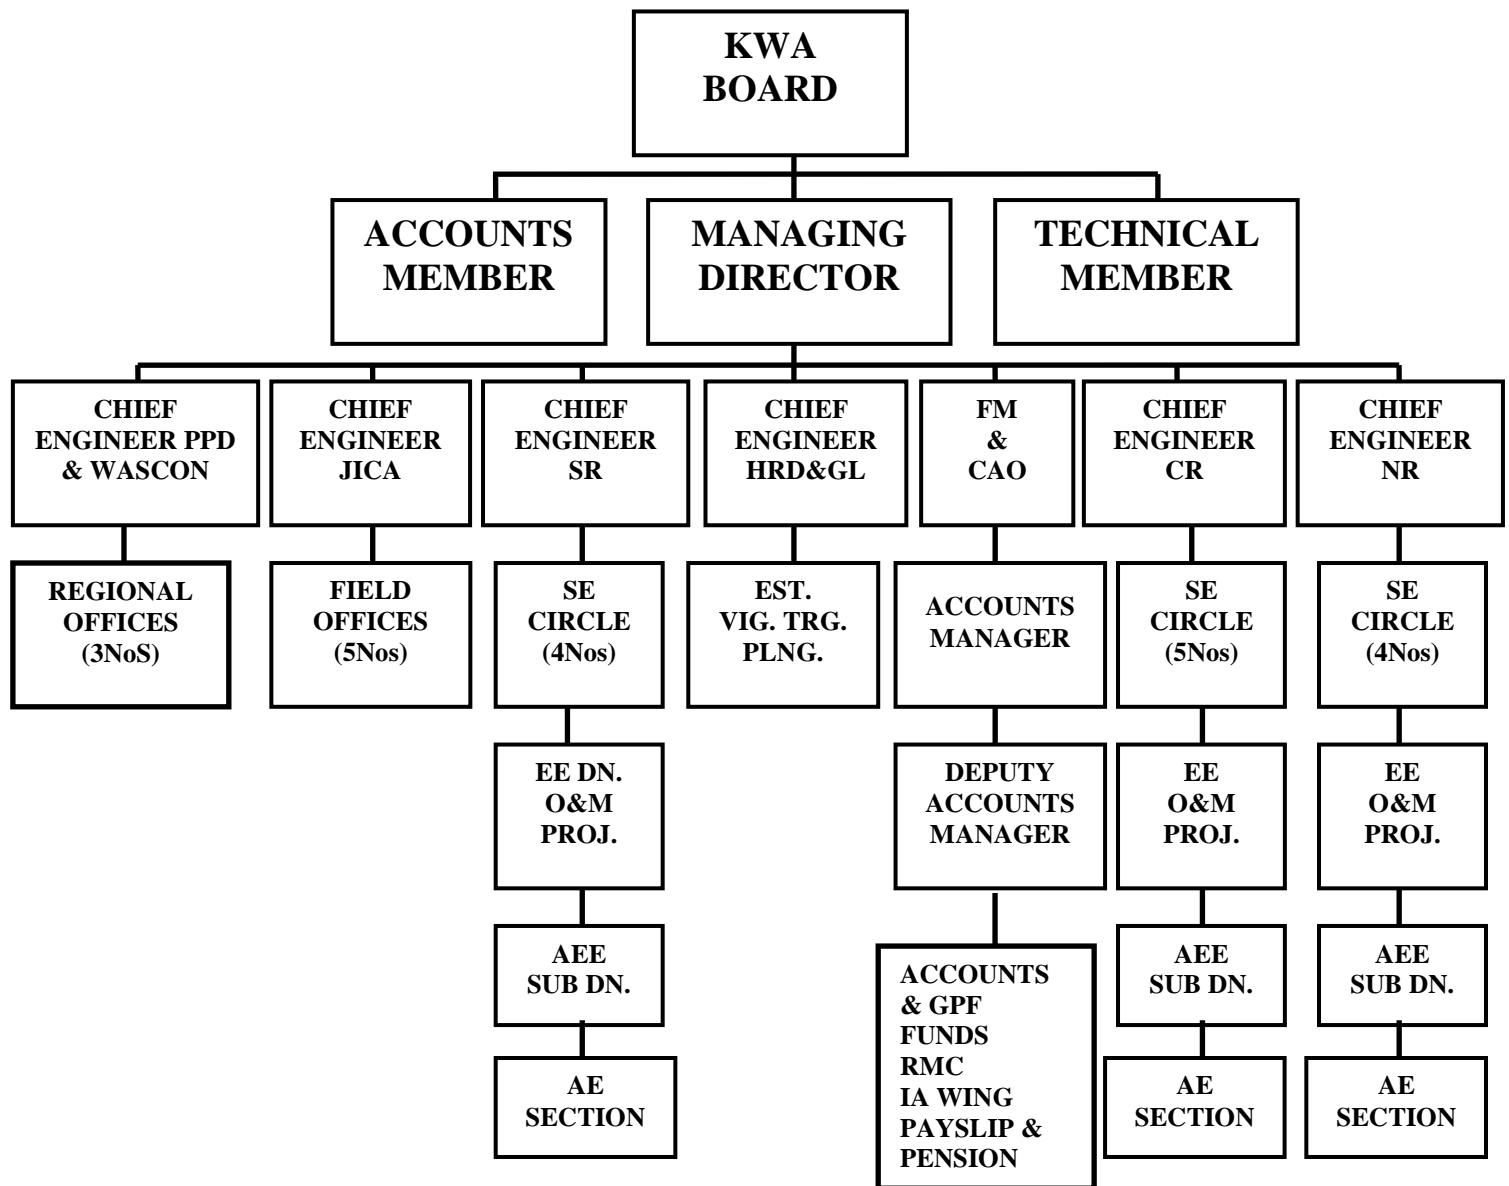 KWA
BOARD
ACCOUNTS
MEMBER
MANAGING
DIRECTOR
TECHNICAL
MEMBER
CHIEF
ENGINEER PPD
& WASCON
CHIEF
ENGINEER
JICA
CHIEF
ENGINEER
SR
CHIEF
ENGINEER
HRD&GL
FM
&
CAO
CHIEF
ENGINEER
CR
CHIEF
ENGINEER
NR
REGIONAL
OFFICES
(3NoS)
FIELD
OFFICES
(5Nos)
SE
CIRCLE
(4Nos)
EST.
VIG. TRG.
PLNG.
ACCOUNTS
MANAGER
SE
CIRCLE
(5Nos)
SE
CIRCLE
(4Nos)
EE DN.
O&M
PROJ.
DEPUTY
ACCOUNTS
MANAGER
EE
O&M
PROJ.
EE
O&M
PROJ.
AEE
SUB DN.
ACCOUNTS
& GPF
FUNDS
RMC
IA WING
PAYSLIP &
PENSION
AEE
SUB DN.
AEE
SUB DN.
AE
SECTION
AE
SECTION
AE
SECTION